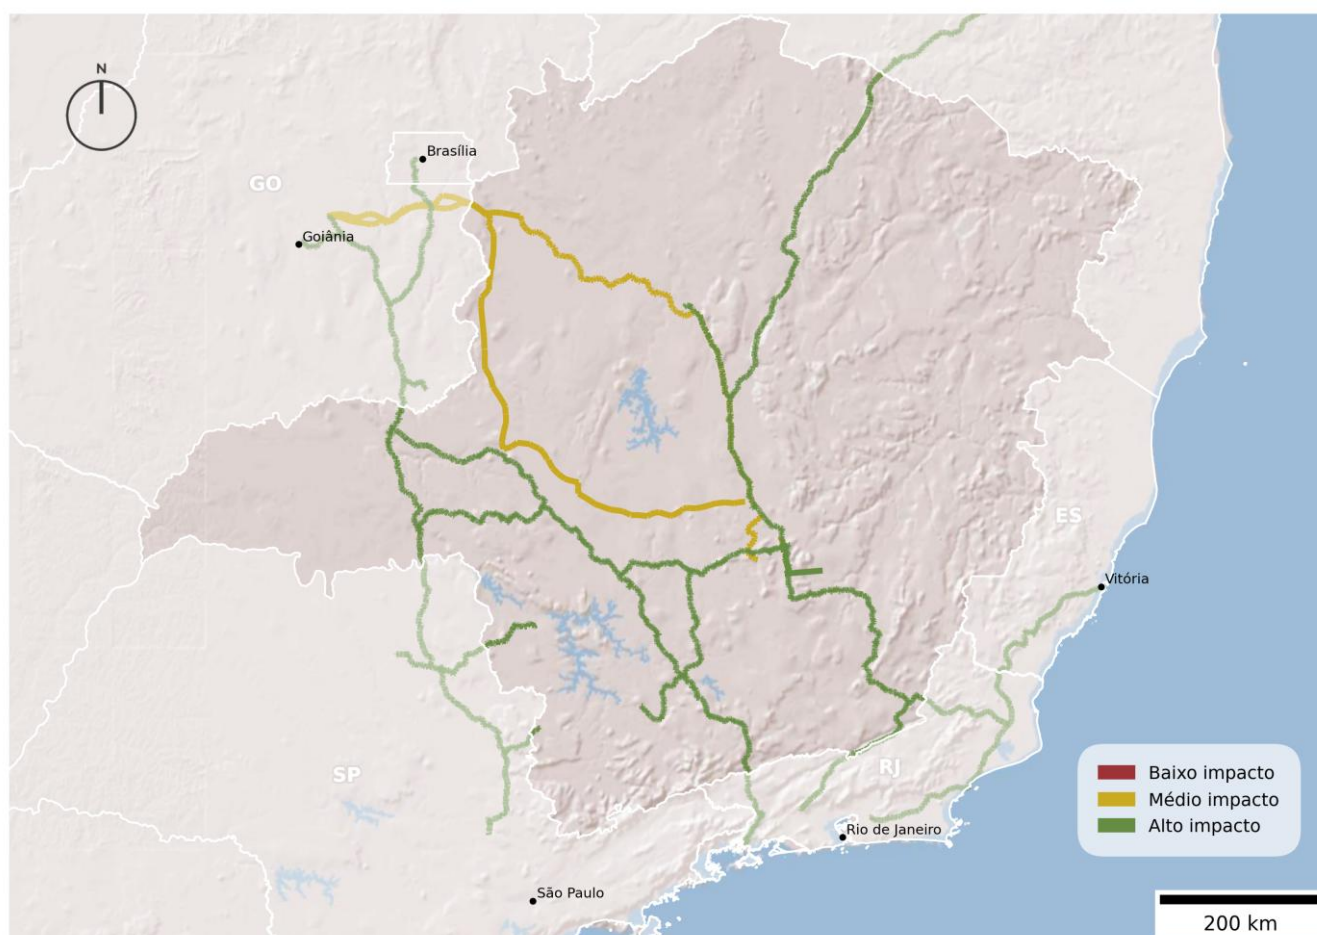 N
Brasília
GO
Goiânia
ES
Vitória
SP
RJ
Rio de Janeiro
São Paulo
Baixo impacto
Médio impacto
Alto impacto
200 km